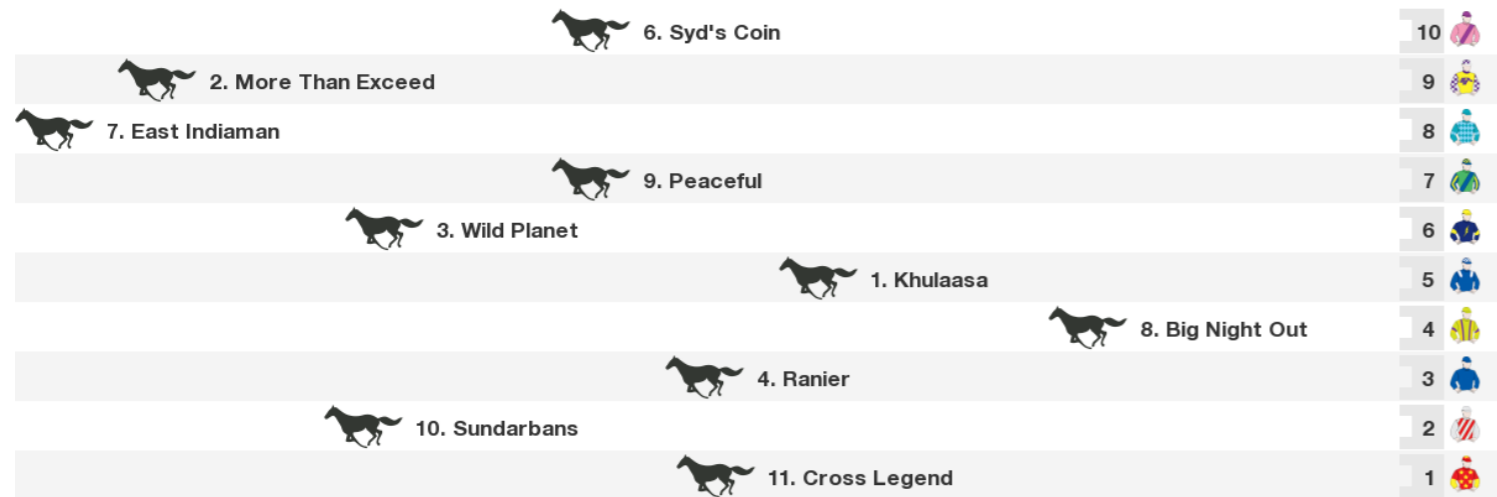 6. Syd's Coin 10
2. More Than Exceed 9
7. East Indiaman 8
9. Peaceful 7
3. Wild Planet 6
1. Khulaasa 5
8. Big Night Out 4
4. Ranier 3
10. Sundarbans 2
11. Cross Legend 1